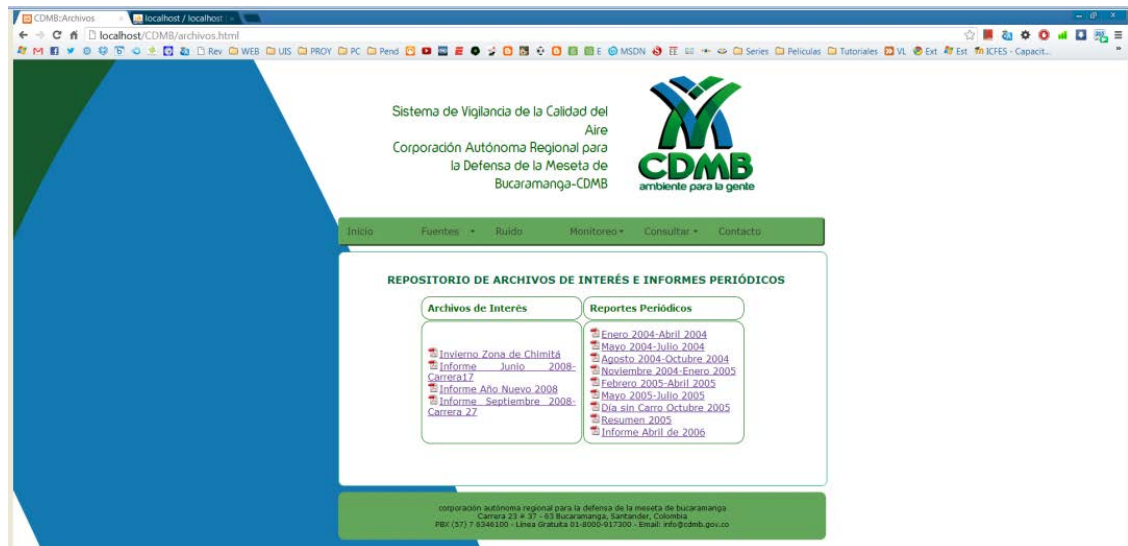 CDMB:Archivos
localhost / localhost
localhost/CDMB/archivos.html
Rev WEB UIS PROY PC Pend E MSDN Series Peliculas Tutoriales VL Ext Est ICFES - Capacit...
Sistema de Vigilancia de la Calidad del
Aire
Corporación Autónoma Regional para
la Defensa de la Meseta de
Bucaramanga-CDMB
CDMB
ambiente para la gente
Inicio Fuentes Ruido Monitoreo Consultar Contacto
REPOSITORIO DE ARCHIVOS DE INTERÉS E INFORMES PERIÓDICOS
Archivos de Interés
Invierno Zona de Chimitá
Informe Junio 2008-
Carrera17
Informe Año Nuevo 2008
Informe Septiembre 2008-
Carrera 27
Reportes Periódicos
Enero 2004-Abril 2004
Mayo 2004-Julio 2004
Agosto 2004-Octubre 2004
Noviembre 2004-Enero 2005
Febrero 2005-Abril 2005
Mayo 2005-Julio 2005
Día sin Carro Octubre 2005
Resumen 2005
Informe Abril de 2006
corporación autónoma regional para la defensa de la meseta de bucaramanga
Carrera 23 # 37 - 63 Bucaramanga, Santander, Colombia
PBX (57) 7 6346100 - Línea Gratuita 01-8000-917300 - Email: info@cdmb.gov.co